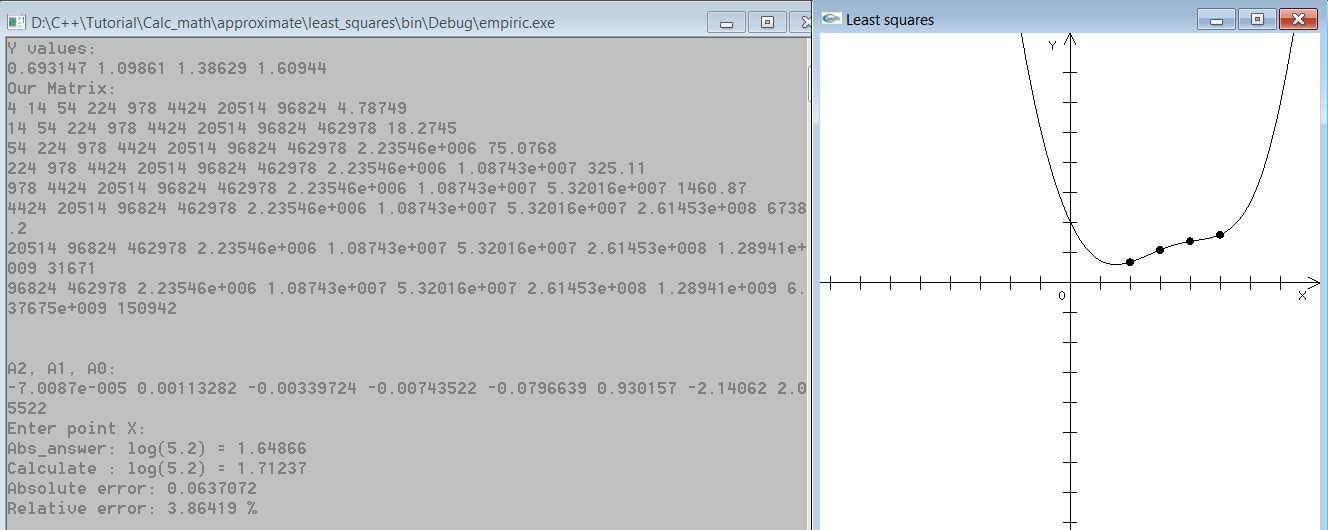 D:\C++\Tutorial\Calc_math\approximate\least_squares\bin\Debug\empiric.exe
Y values:
0.693147 1.09861 1.38629 1.60944
Our Matrix:
4 14 54 224 978 4424 20514 96824 4.78749
14 54 224 978 4424 20514 96824 462978 18.2745
54 224 978 4424 20514 96824 462978 2.23546e+006 75.0768
224 978 4424 20514 96824 462978 2.23546e+006 1.08743e+007 325.11
978 4424 20514 96824 462978 2.23546e+006 1.08743e+007 5.32016e+007 1460.87
4424 20514 96824 462978 2.23546e+006 1.08743e+007 5.32016e+007 2.61453e+008 6738
.2
20514 96824 462978 2.23546e+006 1.08743e+007 5.32016e+007 2.61453e+008 1.28941e+
009 31671
96824 462978 2.23546e+006 1.08743e+007 5.32016e+007 2.61453e+008 1.28941e+009 6.
37675e+009 150942
A2, A1, A0:
-7.0087e-005 0.00113282 -0.00339724 -0.00743522 -0.0796639 0.930157 -2.14062 2.0
5522
Enter point X:
Abs_answer: log(5.2) = 1.64866
Calculate : log(5.2) = 1.71237
Absolute error: 0.0637072
Relative error: 3.86419 %
Least squares
Y
0
X